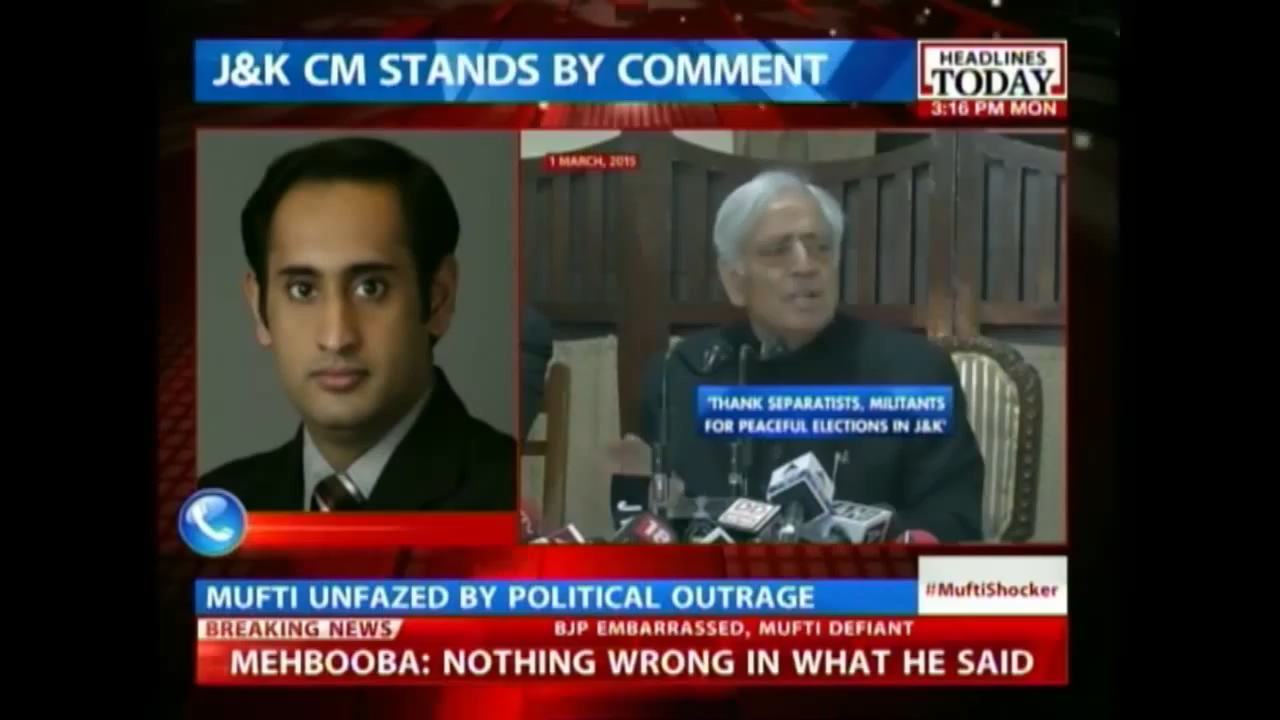 J&K CM STANDS BY COMMENT
HEADLINES
TODAY
3:16 PM MON
1 MARCH, 2015
'THANK SEPARATISTS, MILITANTS
FOR PEACEFUL ELECTIONS IN J&K'
MUFTI UNFAZED BY POLITICAL OUTRAGE
#MuftiShocker
BREAKING NEWS
BJP EMBARRASSED, MUFTI DEFIANT
MEHBOOBA: NOTHING WRONG IN WHAT HE SAID